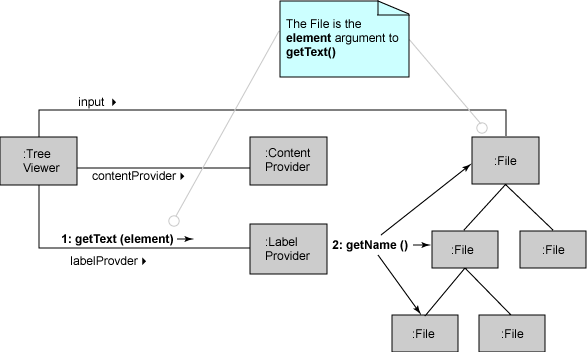 The File is the
element argument to
getText()
input
:Tree
Viewer
:Content
Provider
:File
contentProvider
1: getText (element)
labelProvder
:Label
Provider
2: getName ()
:File
:File
:File
:File